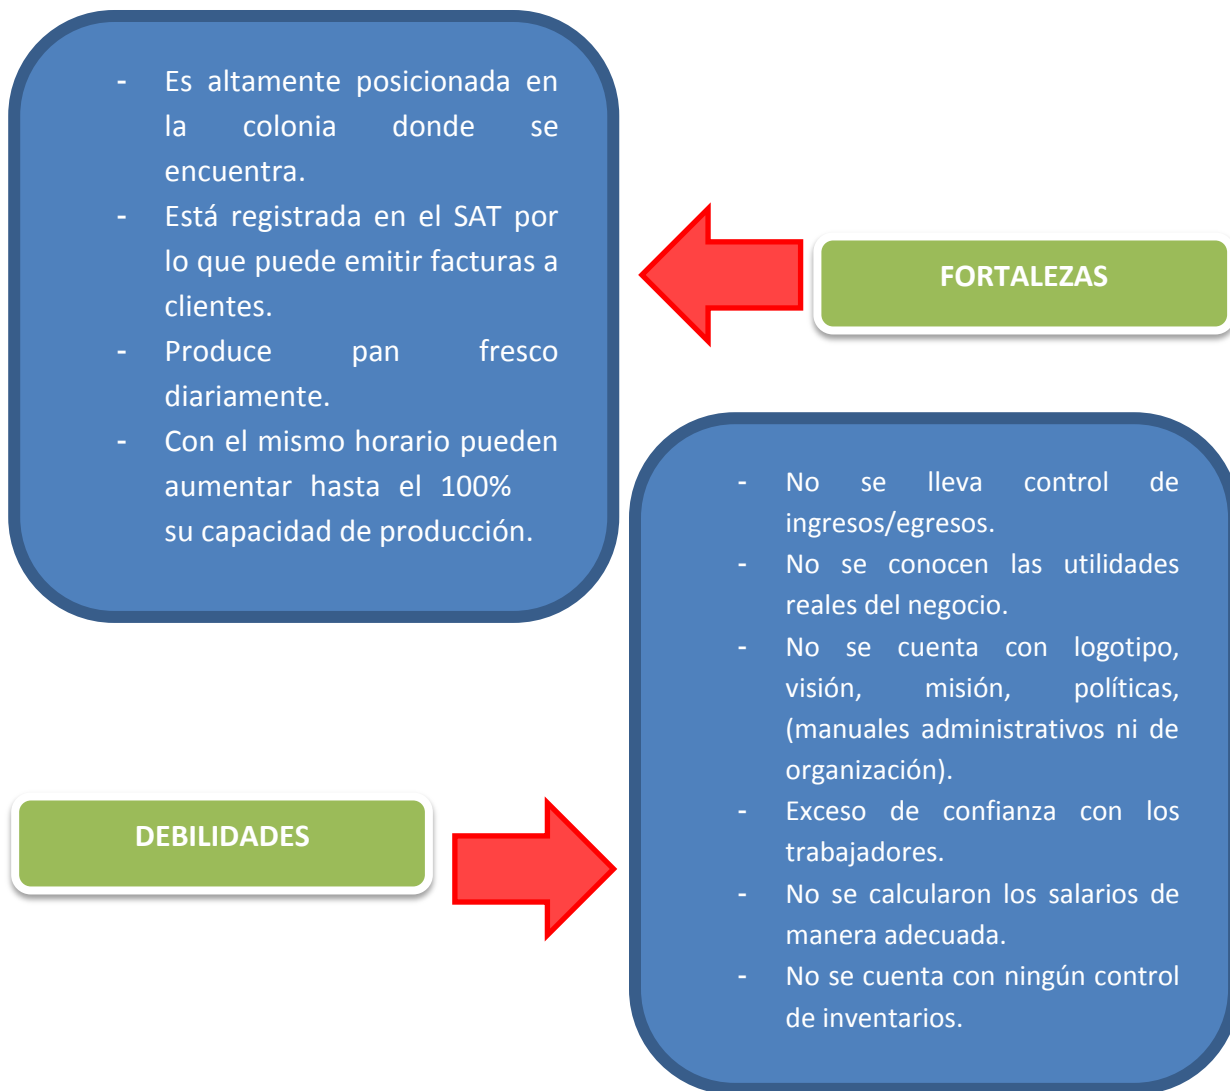 - Es altamente posicionada en
la colonia donde se
encuentra.
- Está registrada en el SAT por
lo que puede emitir facturas a
clientes.
- Produce pan fresco
diariamente.
- Con el mismo horario pueden
aumentar hasta el 100%
su capacidad de producción.
FORTALEZAS
- No se lleva control de
ingresos/egresos.
- No se conocen las utilidades
reales del negocio.
- No se cuenta con logotipo,
visión, misión, políticas,
(manuales administrativos ni de
organización).
- Exceso de confianza con los
trabajadores.
- No se calcularon los salarios de
manera adecuada.
- No se cuenta con ningún control
de inventarios.
DEBILIDADES